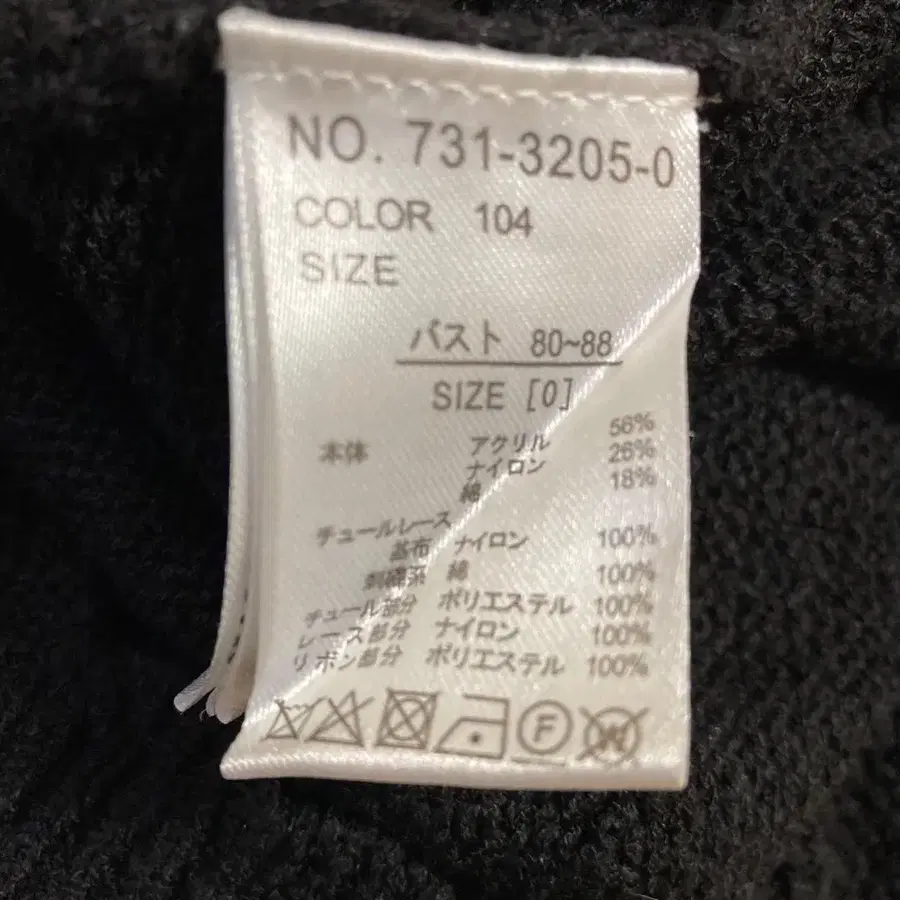 NO. 731-3205-0
COLOR 104
SIZE
バスト 80~88
SIZE [0]
本体 アクリル 56%
ナイロン 26%
綿 18%
チュールレース
基布 ナイロン 100%
刺繍糸 綿 100%
チュール部分 ポリエステル 100%
レース部分 ナイロン 100%
リボン部分 ポリエステル 100%
F
W